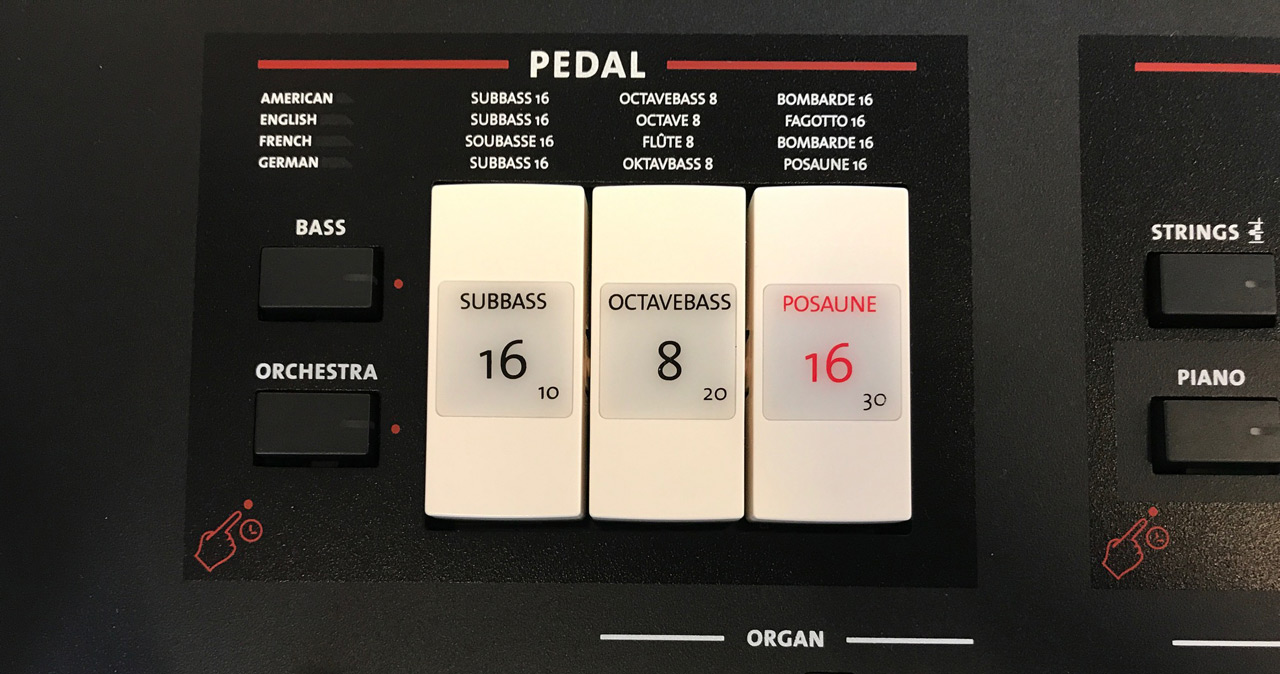 PEDAL
AMERICAN SUBBASS 16 OCTAVEBASS 8 BOMBARDE 16
ENGLISH SUBBASS 16 OCTAVE 8 FAGOTTO 16
FRENCH SOUBASSE 16 FLÛTE 8 BOMBARDE 16
GERMAN SUBBASS 16 OKTAVBASS 8 POSAUNE 16
BASS
ORCHESTRA
SUBBASS
16
10
OCTAVEBASS
8
20
POSAUNE
16
30
STRINGS
PIANO
ORGAN